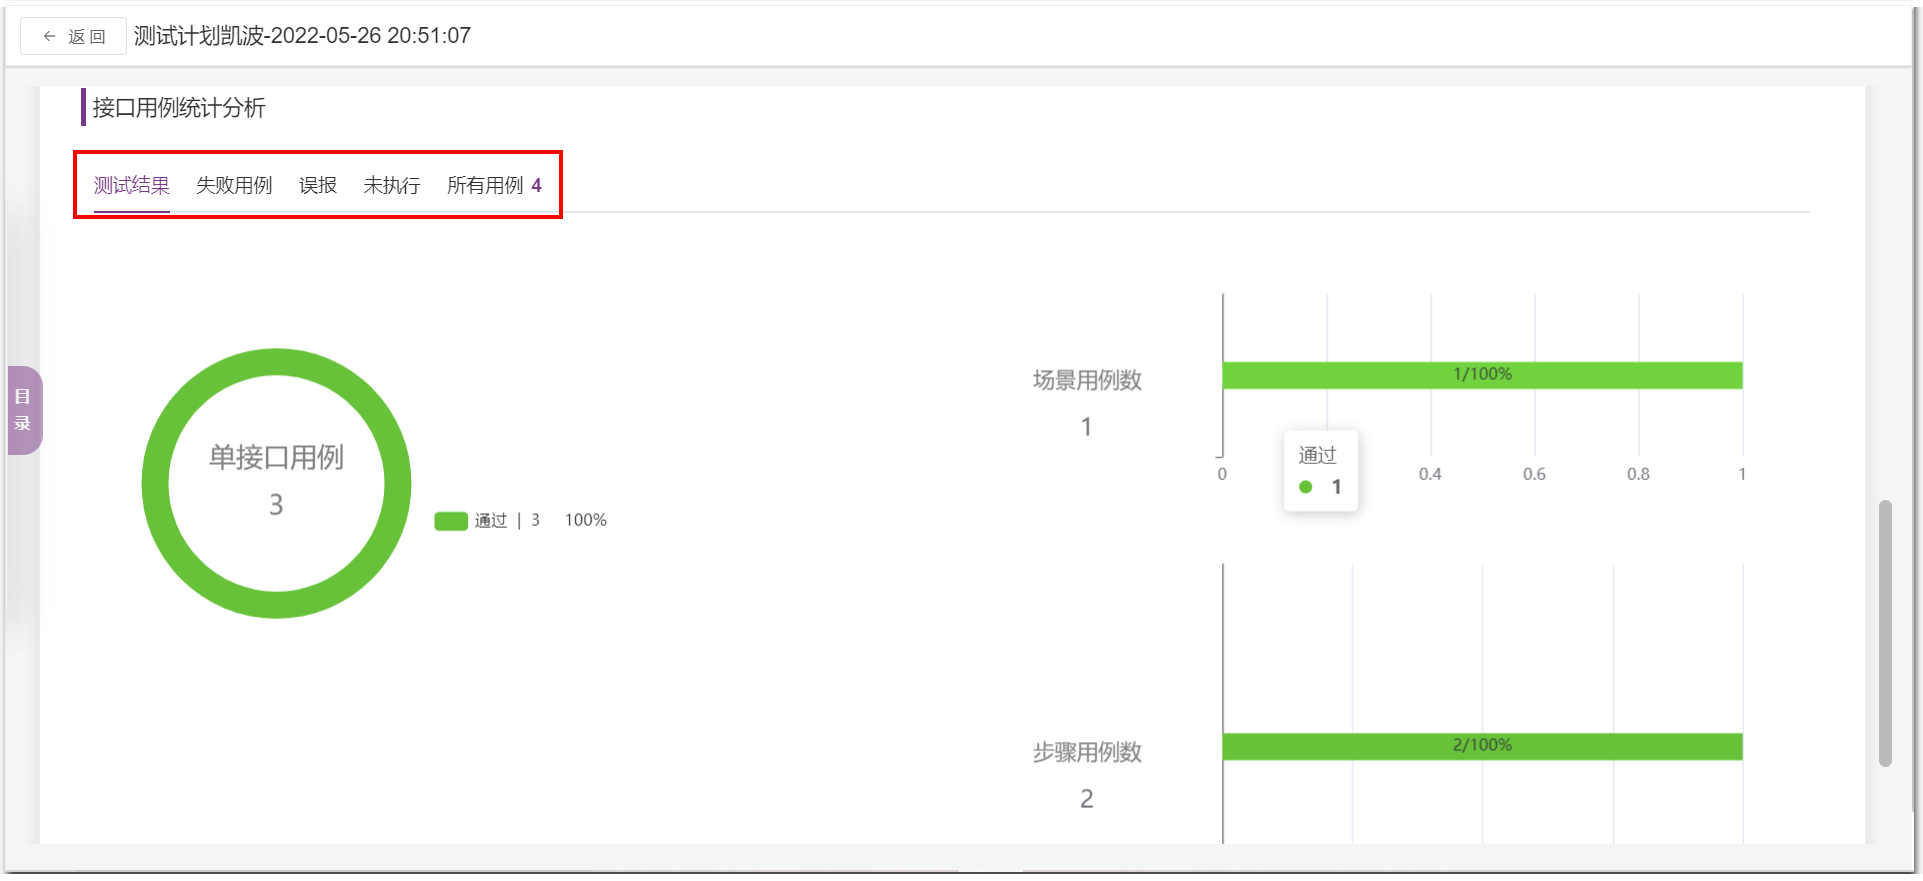 ← 返回 测试计划凯波-2022-05-26 20:51:07
接口用例统计分析
测试结果 失败用例 误报 未执行 所有用例 4
目录
单接口用例
3
通过 | 3 100%
场景用例数
1
1/100%
0 0.4 0.6 0.8 1
通过
1
步骤用例数
2
2/100%